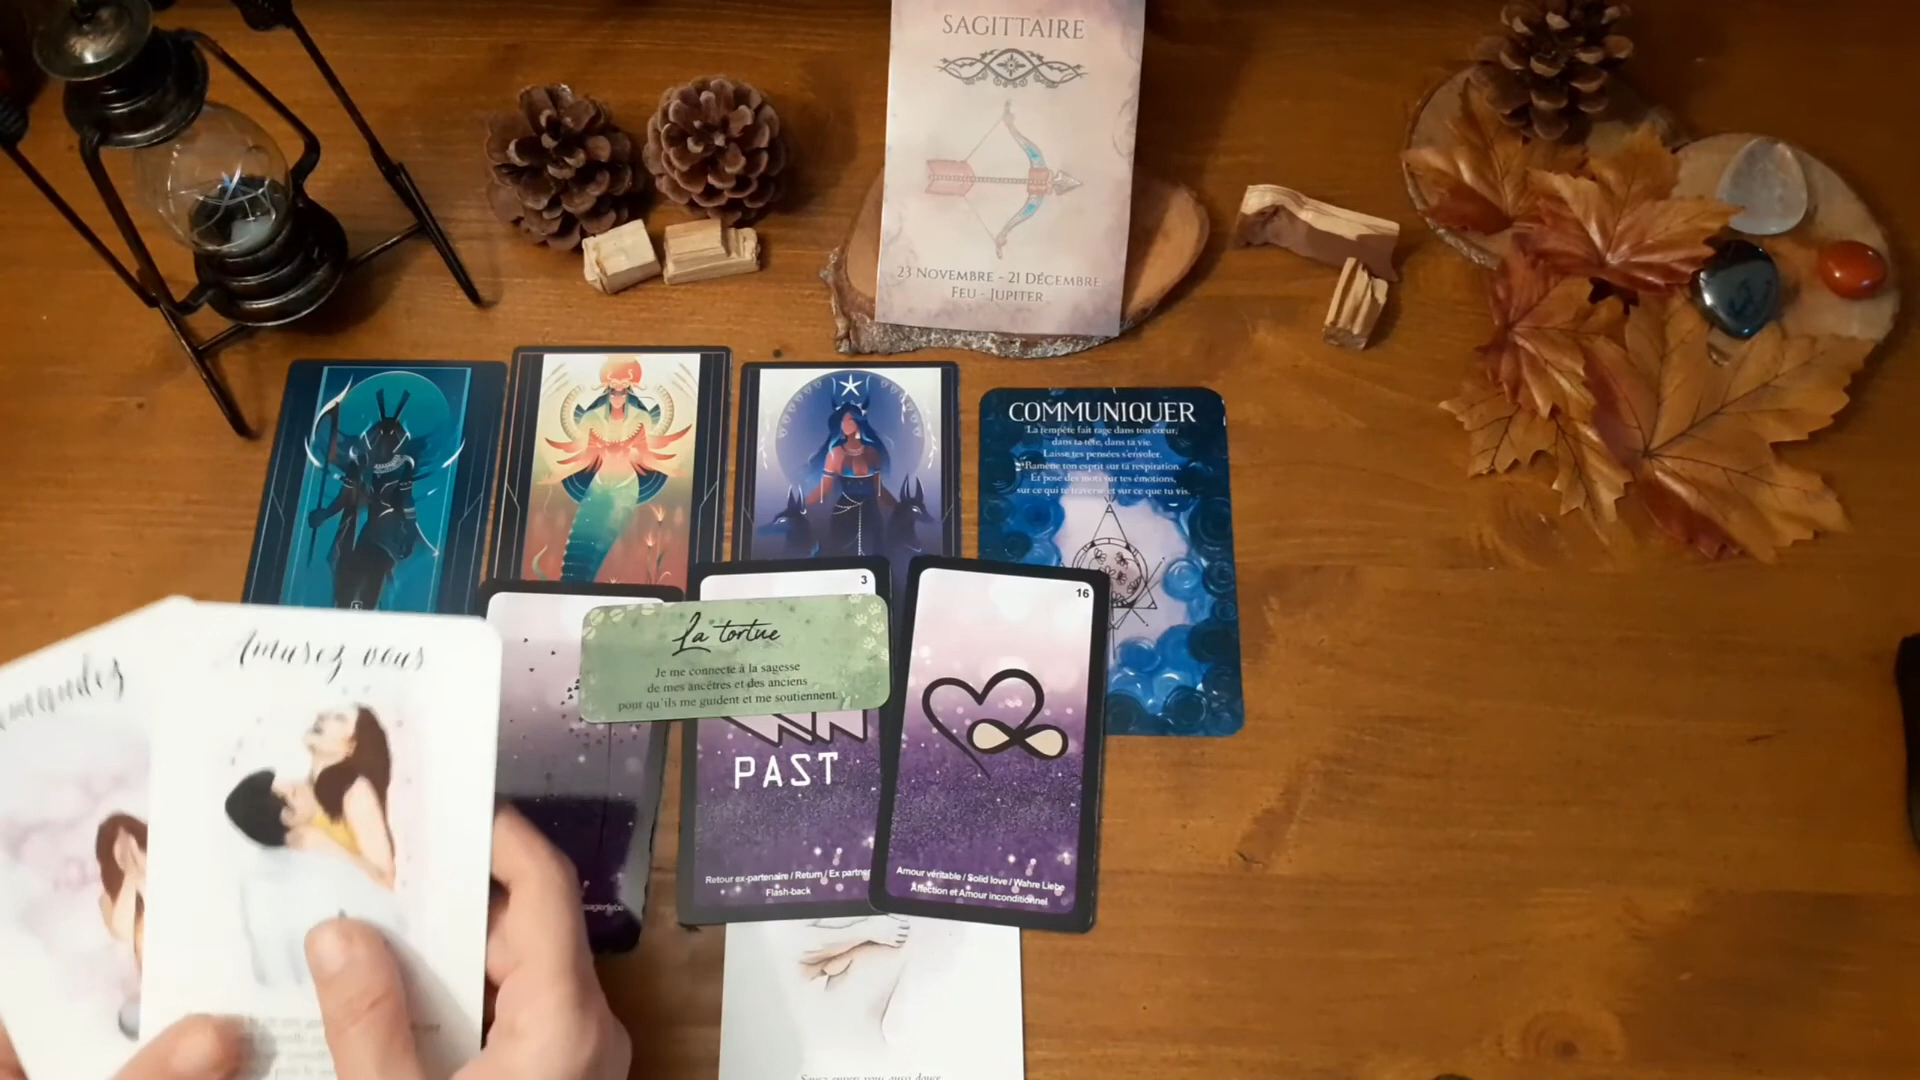 SAGITTAIRE
23 NOVEMBRE - 21 DÉCEMBRE
FEU - JUPITER
COMMUNIQUER
La tempête fait rage dans ton cœur,
dans ta tête, dans ta vie.
Laisse tes pensées s'envoler.
Ramène ton esprit sur ta respiration.
Et pose des mots sur tes émotions,
sur ce qui te traverse et sur ce que tu vis.
3
16
La tortue
Je me connecte à la sagesse
de mes ancêtres et des anciens
pour qu'ils me guident et me soutiennent.
Amusez vous
PAST
Retour ex-partenaire / Return / Ex partner
Flash-back
Amour véritable / Solid love / Wahre Liebe
Affection et Amour inconditionnel